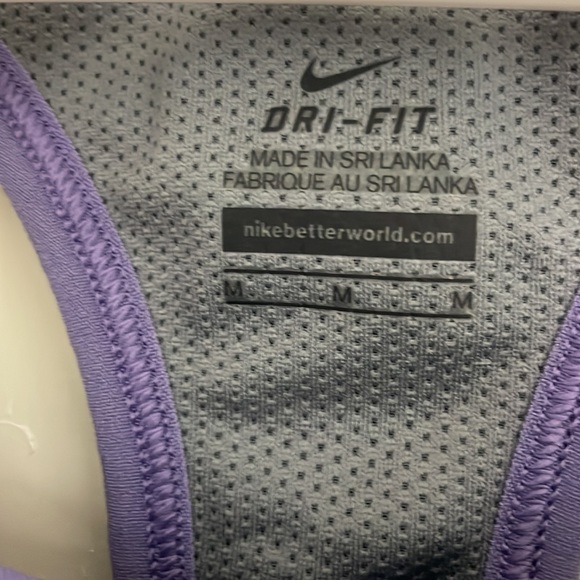 DRI-FIT
MADE IN SRI LANKA
FABRIQUE AU SRI LANKA
nikebetterworld.com
M M M